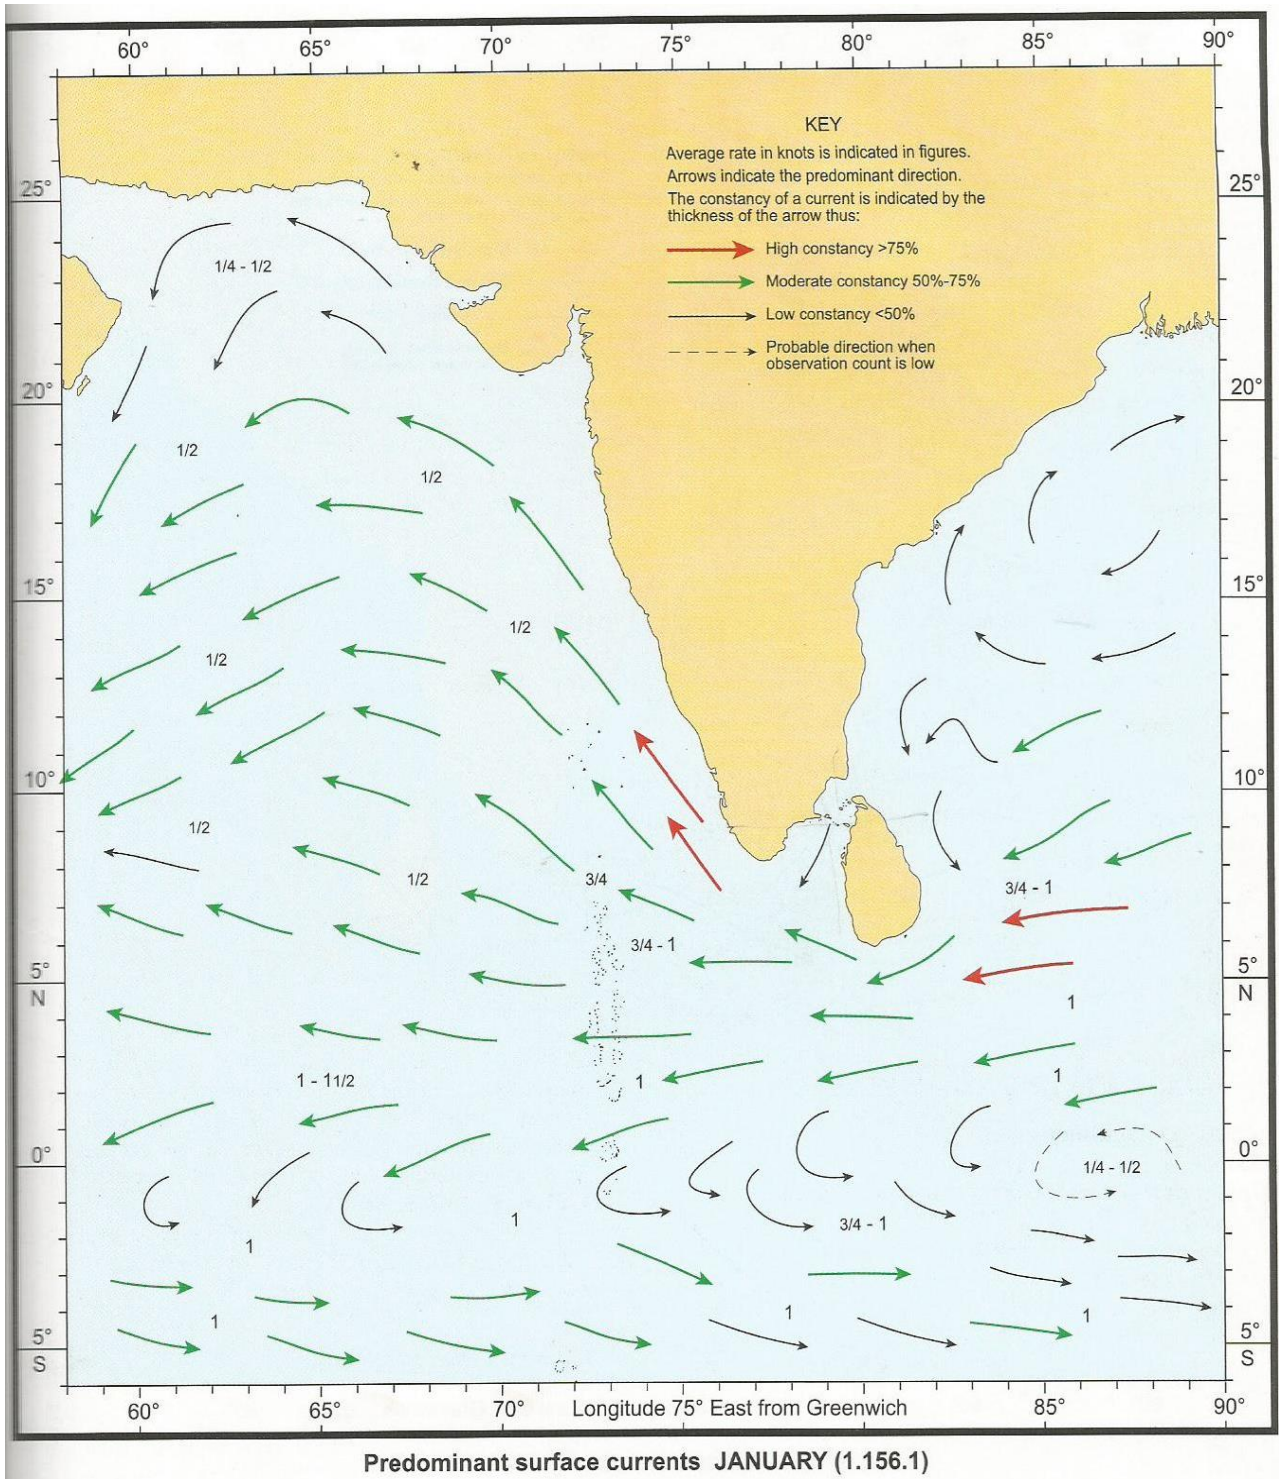 60° 65° 70° 75° 80° 85° 90°
KEY
Average rate in knots is indicated in figures.
Arrows indicate the predominant direction.
The constancy of a current is indicated by the
thickness of the arrow thus:
High constancy >75%
Moderate constancy 50%-75%
Low constancy <50%
Probable direction when
observation count is low
25° 25°
1/4 - 1/2
20° 20°
1/2
1/2
15° 15°
1/2
1/2
10° 10°
1/2
1/2
3/4
3/4 - 1
3/4 - 1
5° 5°
N N
1
1
1 - 11/2
1
0° 0°
1/4 - 1/2
1
3/4 - 1
1
1
1
1
5° 5°
S S
60° 65° 70° Longitude 75° East from Greenwich 85° 90°
Predominant surface currents JANUARY (1.156.1)